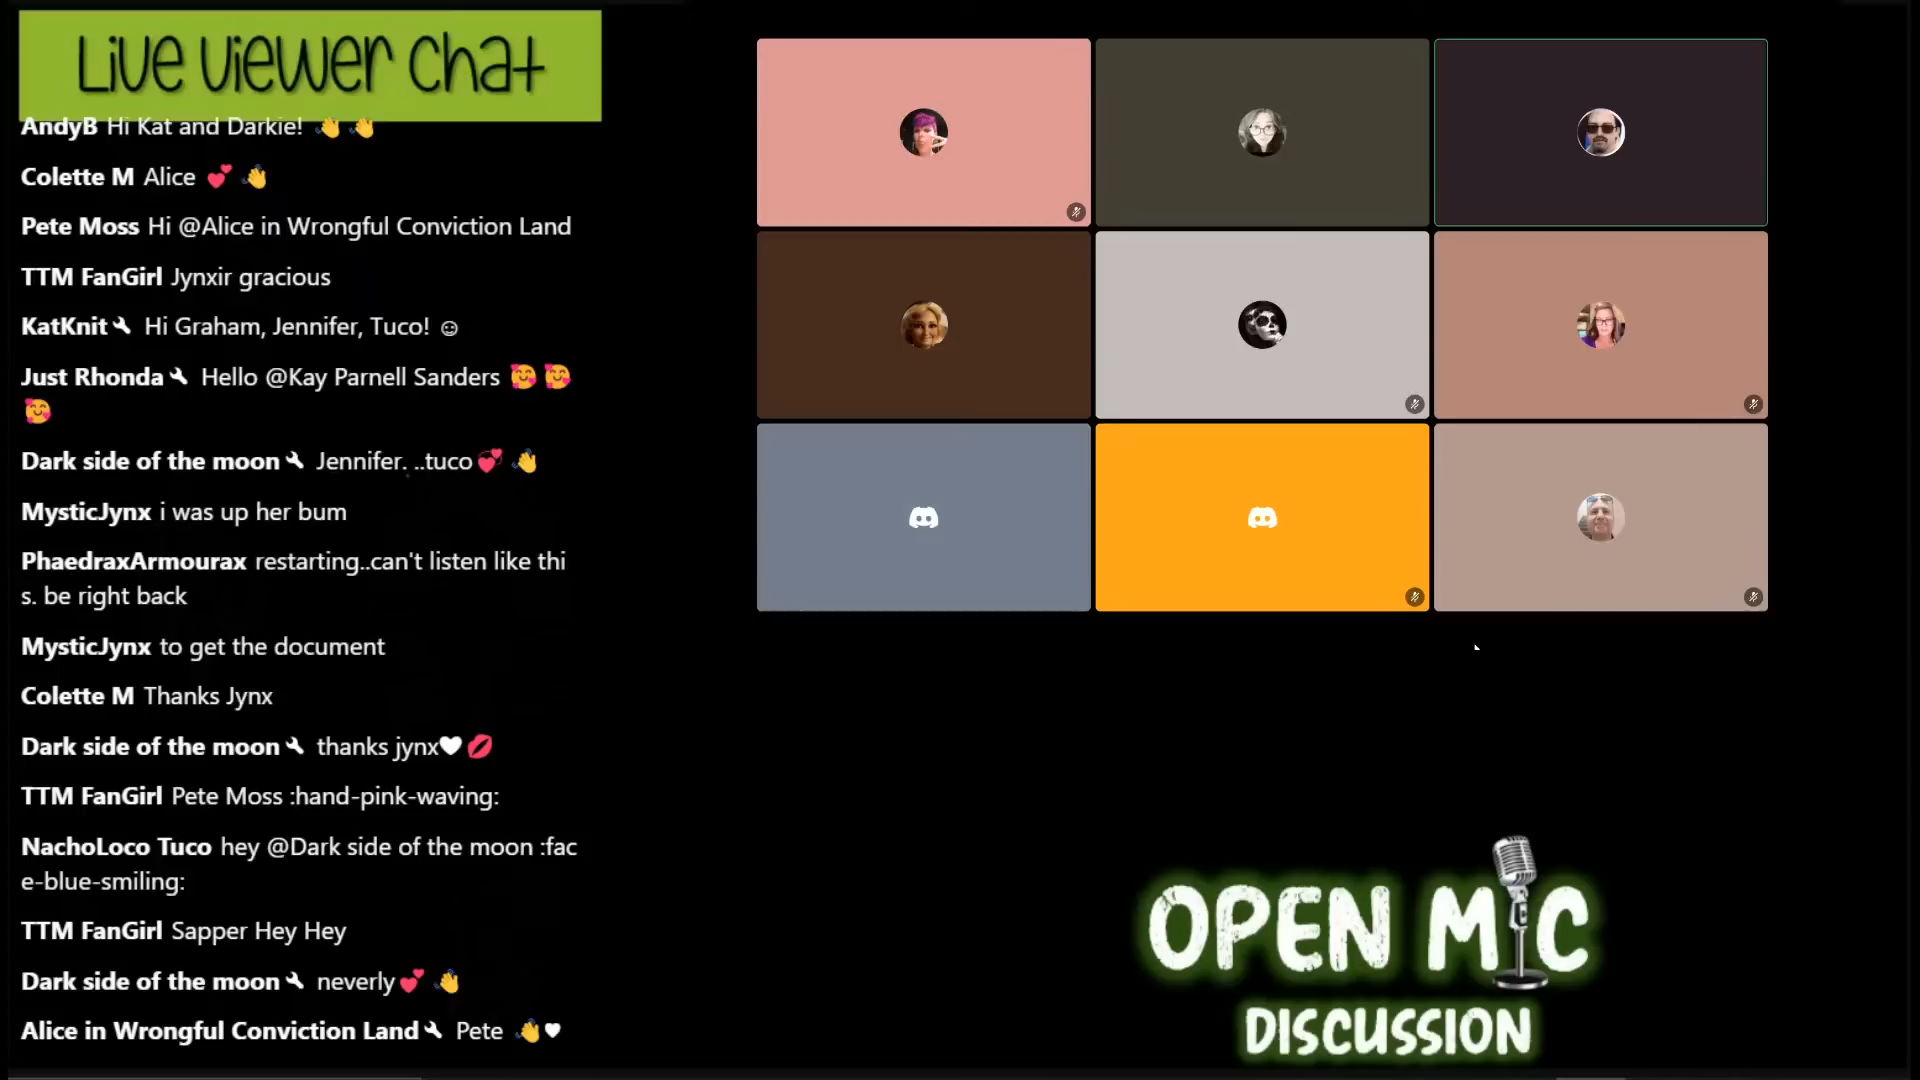 Live Viewer Chat
AndyB Hi Kat and Darkie! 👋 👋
Colette M Alice 💕 👋
Pete Moss Hi @Alice in Wrongful Conviction Land
TTM FanGirl Jynxir gracious
KatKnit Hi Graham, Jennifer, Tuco! ☺
Just Rhonda Hello @Kay Parnell Sanders 🥰 🥰
🥰
Dark side of the moon Jennifer. ..tuco 💞 👋
MysticJynx i was up her bum
PhaedraxArmourax restarting..can't listen like thi
s. be right back
MysticJynx to get the document
Colette M Thanks Jynx
Dark side of the moon thanks jynx🤍💋
TTM FanGirl Pete Moss :hand-pink-waving:
NachoLoco Tuco hey @Dark side of the moon :fac
e-blue-smiling:
TTM FanGirl Sapper Hey Hey
Dark side of the moon neverly💕 👋
Alice in Wrongful Conviction Land Pete 👋♥
OPEN MIC
DISCUSSION